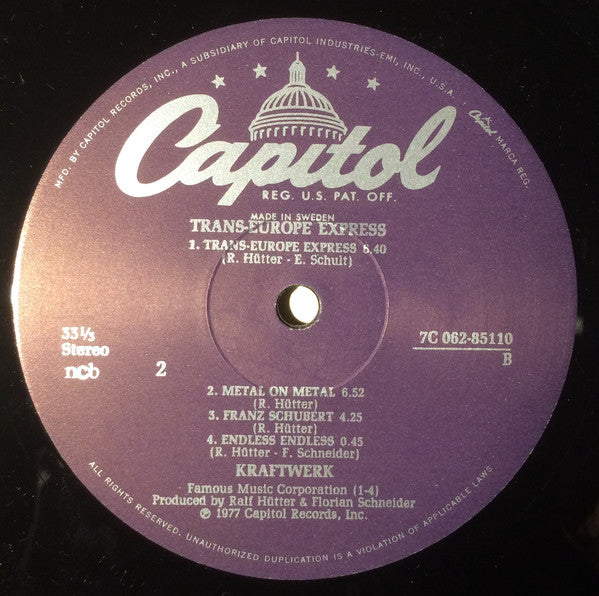 MFD. BY CAPITOL RECORDS, INC., A SUBSIDIARY OF CAPITOL INDUSTRIES-EMI, INC., U.S.A.
Capitol MARCA REG.
Capitol
REG. U.S. PAT. OFF.
MADE IN SWEDEN
TRANS-EUROPE EXPRESS
1. TRANS-EUROPE EXPRESS 6.40
(R. Hütter - E. Schult)
33⅓
Stereo
ncb
2
7C 062-85110
B
2. METAL ON METAL 6.52
(R. Hütter)
3. FRANZ SCHUBERT 4.25
(R. Hütter)
4. ENDLESS ENDLESS 0.45
(R. Hütter - F. Schneider)
KRAFTWERK
Famous Music Corporation (1-4)
Produced by Ralf Hütter & Florian Schneider
℗ 1977 Capitol Records, Inc.
ALL RIGHTS RESERVED. UNAUTHORIZED DUPLICATION IS A VIOLATION OF APPLICABLE LAWS